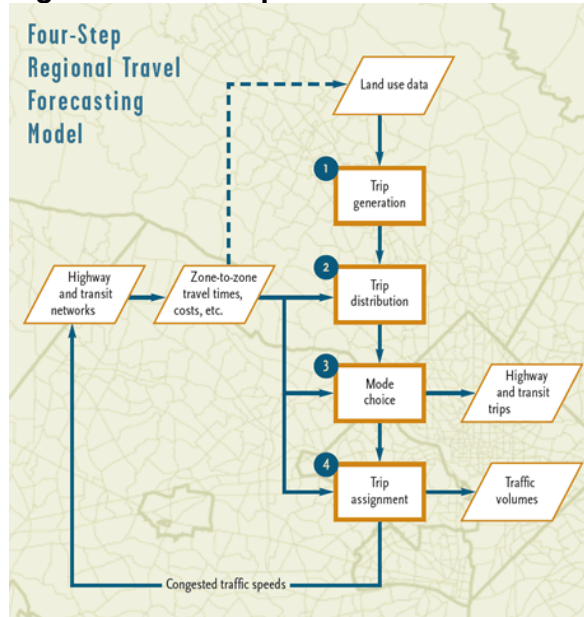 Four-Step
Regional Travel
Forecasting
Model
Land use data
1
Trip
generation
2
Trip
distribution
Highway
and transit
networks
Zone-to-zone
travel times,
costs, etc.
3
Mode
choice
Highway
and transit
trips
4
Trip
assignment
Traffic
volumes
Congested traffic speeds